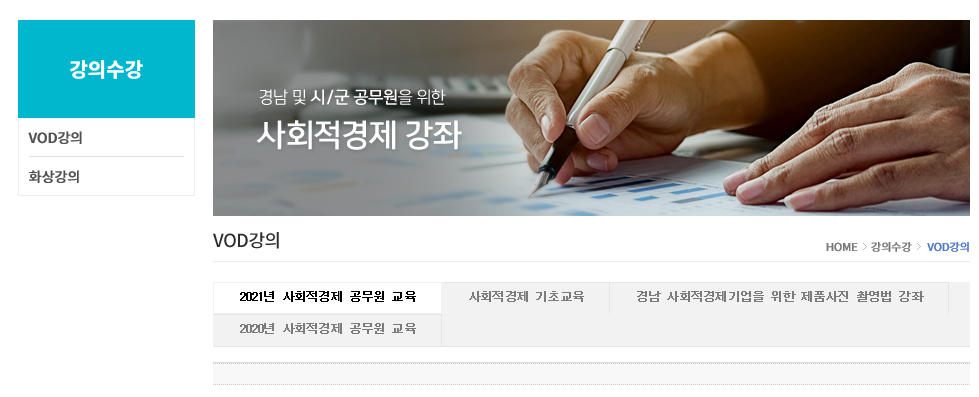 강의수강
VOD강의
화상강의
경남 및 시/군 공무원을 위한
사회적경제 강좌
VOD강의
HOME > 강의수강 > VOD강의
2021년 사회적경제 공무원 교육
사회적경제 기초교육
경남 사회적경제기업을 위한 제품사진 촬영법 강좌
2020년 사회적경제 공무원 교육